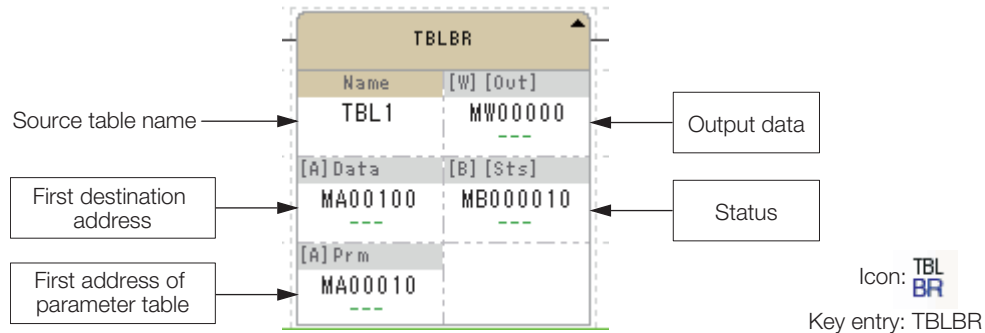 TBLBR
Name [W] [Out]
Source table name TBL1 MW00000 Output data
---
[A]Data [B] [Sts]
First destination address MA00100 MB000010 Status
---
[A]Prm
First address of parameter table MA00010
---
Icon: TBL BR
Key entry: TBLBR